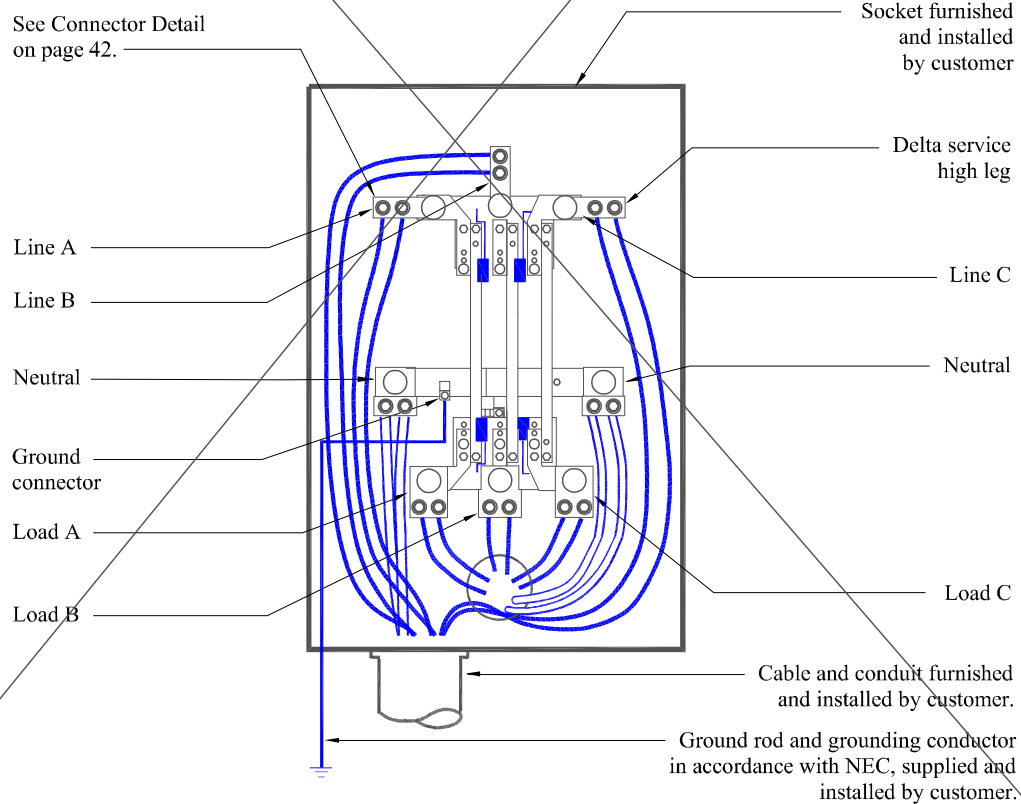 See Connector Detail
on page 42.
Socket furnished
and installed
by customer
Delta service
high leg
Line A
Line B
Line C
Neutral
Neutral
Ground
connector
Load A
Load B
Load C
Cable and conduit furnished
and installed by customer.
Ground rod and grounding conductor
in accordance with NEC, supplied and
installed by customer.